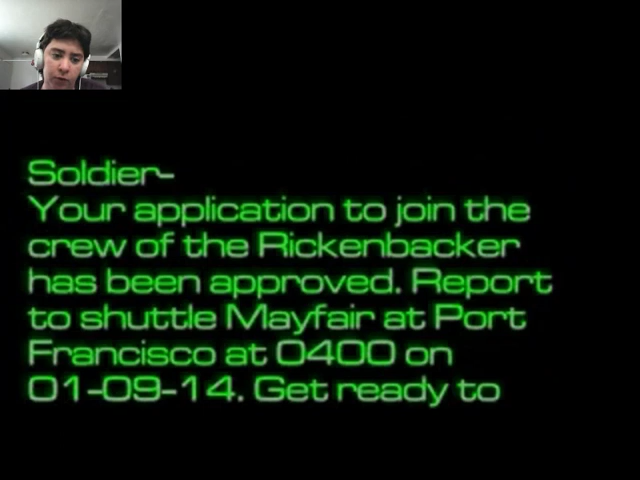 Soldier-
Your application to join the
crew of the Rickenbacker
has been approved. Report
to shuttle Mayfair at Port
Francisco at 0400 on
01-09-14. Get ready to